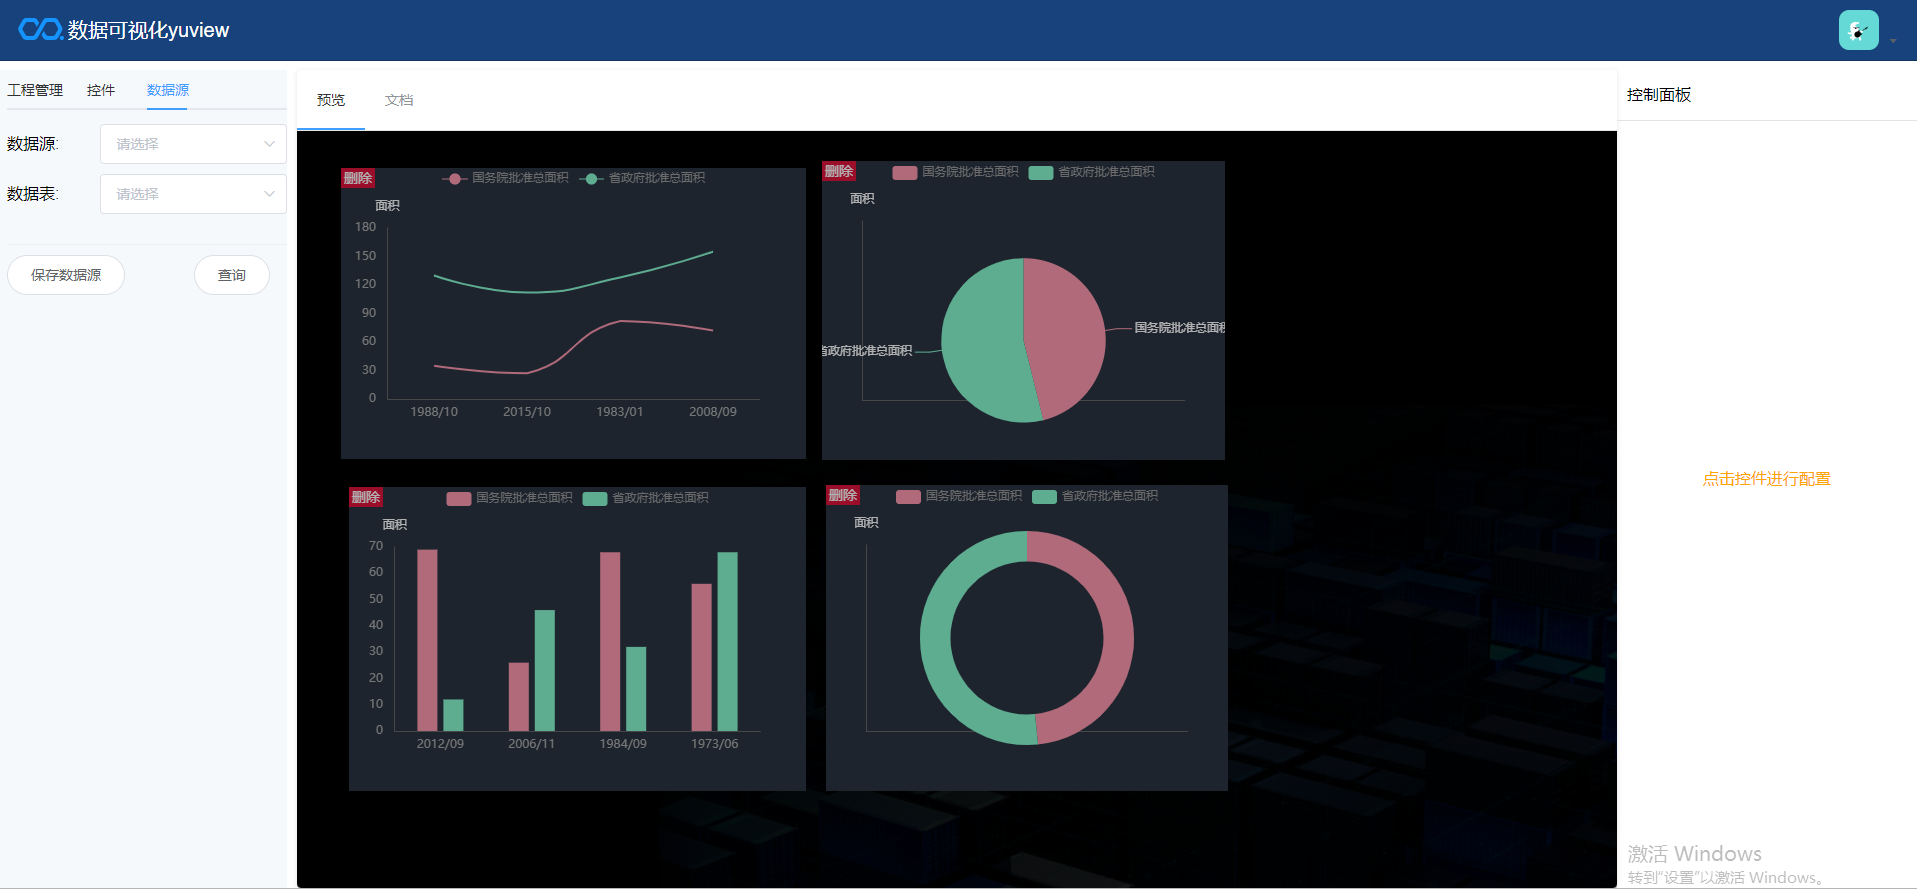 数据可视化yuview
工程管理 控件 数据源
数据源: 请选择
数据表: 请选择
保存数据源 查询
预览 文档
删除 国务院批准总面积 省政府批准总面积
面积
180
150
120
90
60
30
0
1988/10 2015/10 1983/01 2008/09
删除 国务院批准总面积 省政府批准总面积
面积
国务院批准总面积
省政府批准总面积
删除 国务院批准总面积 省政府批准总面积
面积
70
60
50
40
30
20
10
0
2012/09 2006/11 1984/09 1973/06
删除 国务院批准总面积 省政府批准总面积
面积
控制面板
点击控件进行配置
激活 Windows
转到"设置"以激活 Windows。